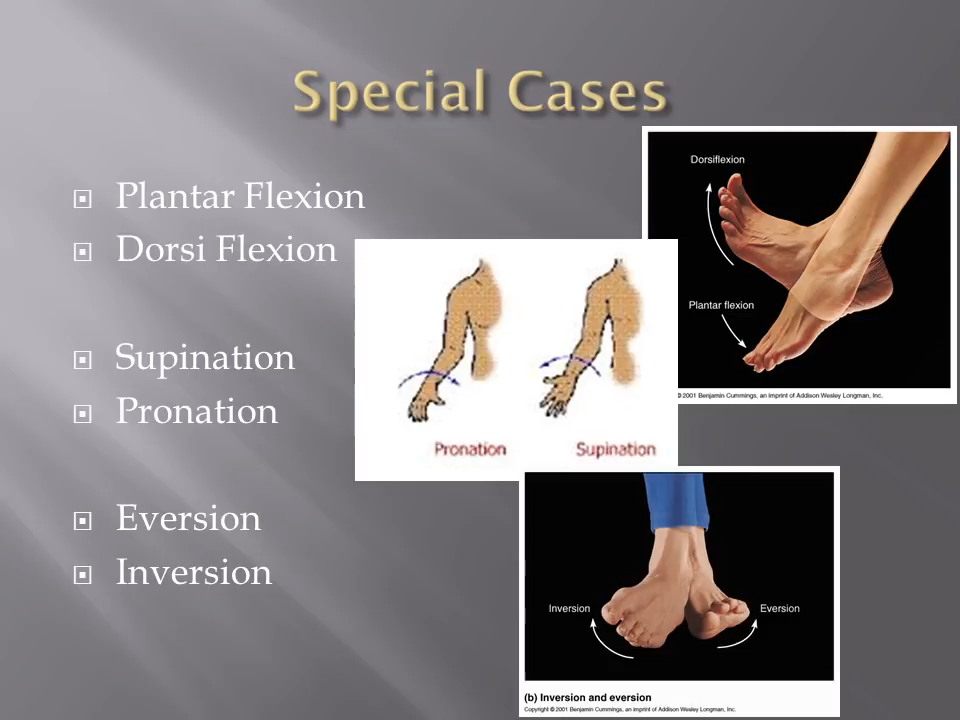 Special Cases
Plantar Flexion
Dorsi Flexion
Supination
Pronation
Eversion
Inversion
Dorsiflexion
Plantar flexion
© 2001 Benjamin Cummings, an imprint of Addison Wesley Longman, Inc.
Pronation Supination
Inversion Eversion
(b) Inversion and eversion
Copyright © 2001 Benjamin Cummings, an imprint of Addison Wesley Longman, Inc.